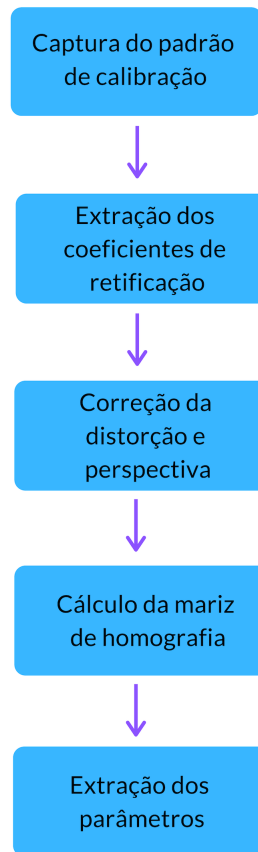 Captura do padrão
de calibração
Extração dos
coeficientes de
retificação
Correção da
distorção e
perspectiva
Cálculo da mariz
de homografia
Extração dos
parâmetros